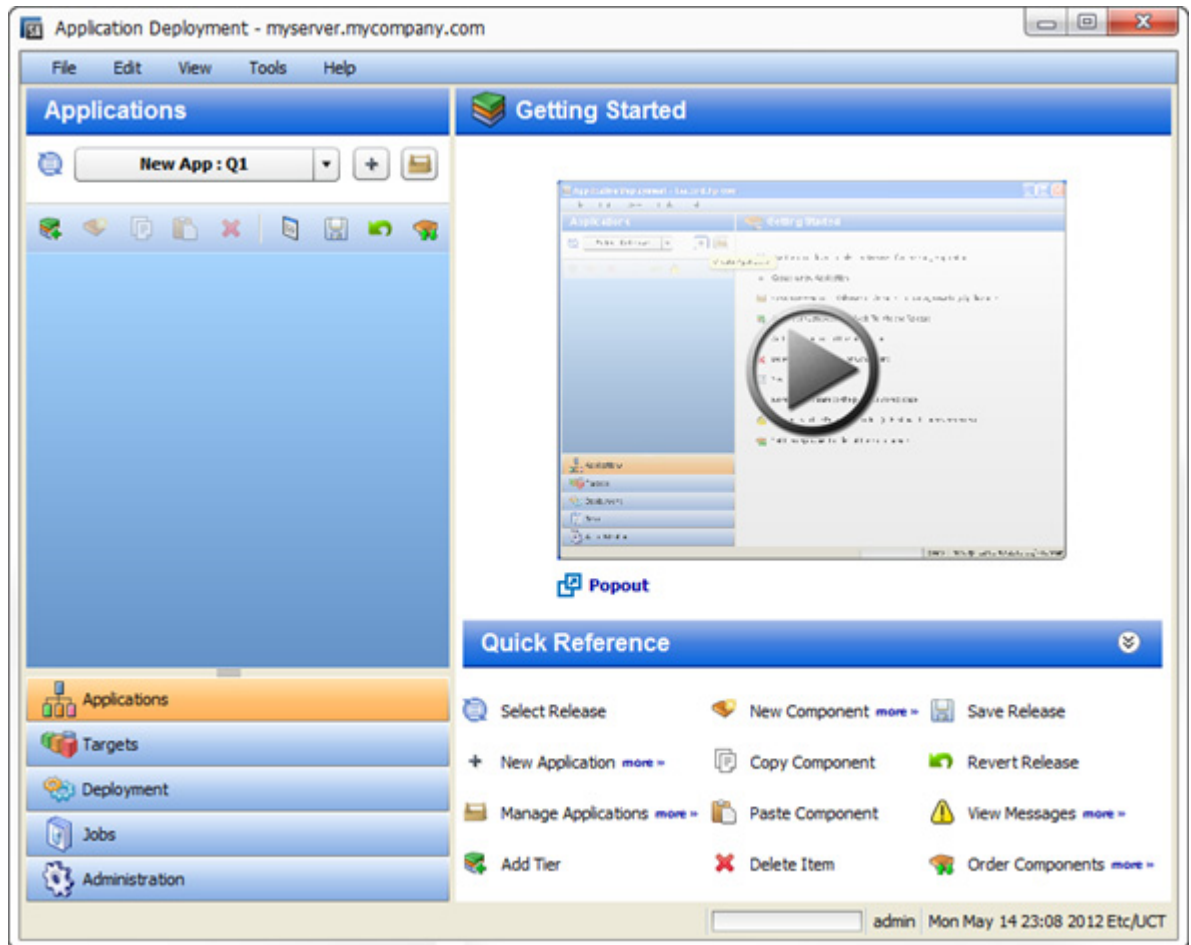 Application Deployment - myserver.mycompany.com
File Edit View Tools Help
Applications
Getting Started
New App : Q1
Applications
Getting Started
Popout
Quick Reference
Applications
Targets
Deployment
Jobs
Administration
Select Release
New Component more »
Save Release
New Application more »
Copy Component
Revert Release
Manage Applications more »
Paste Component
View Messages more »
Add Tier
Delete Item
Order Components more »
admin Mon May 14 23:08 2012 Etc/UCT